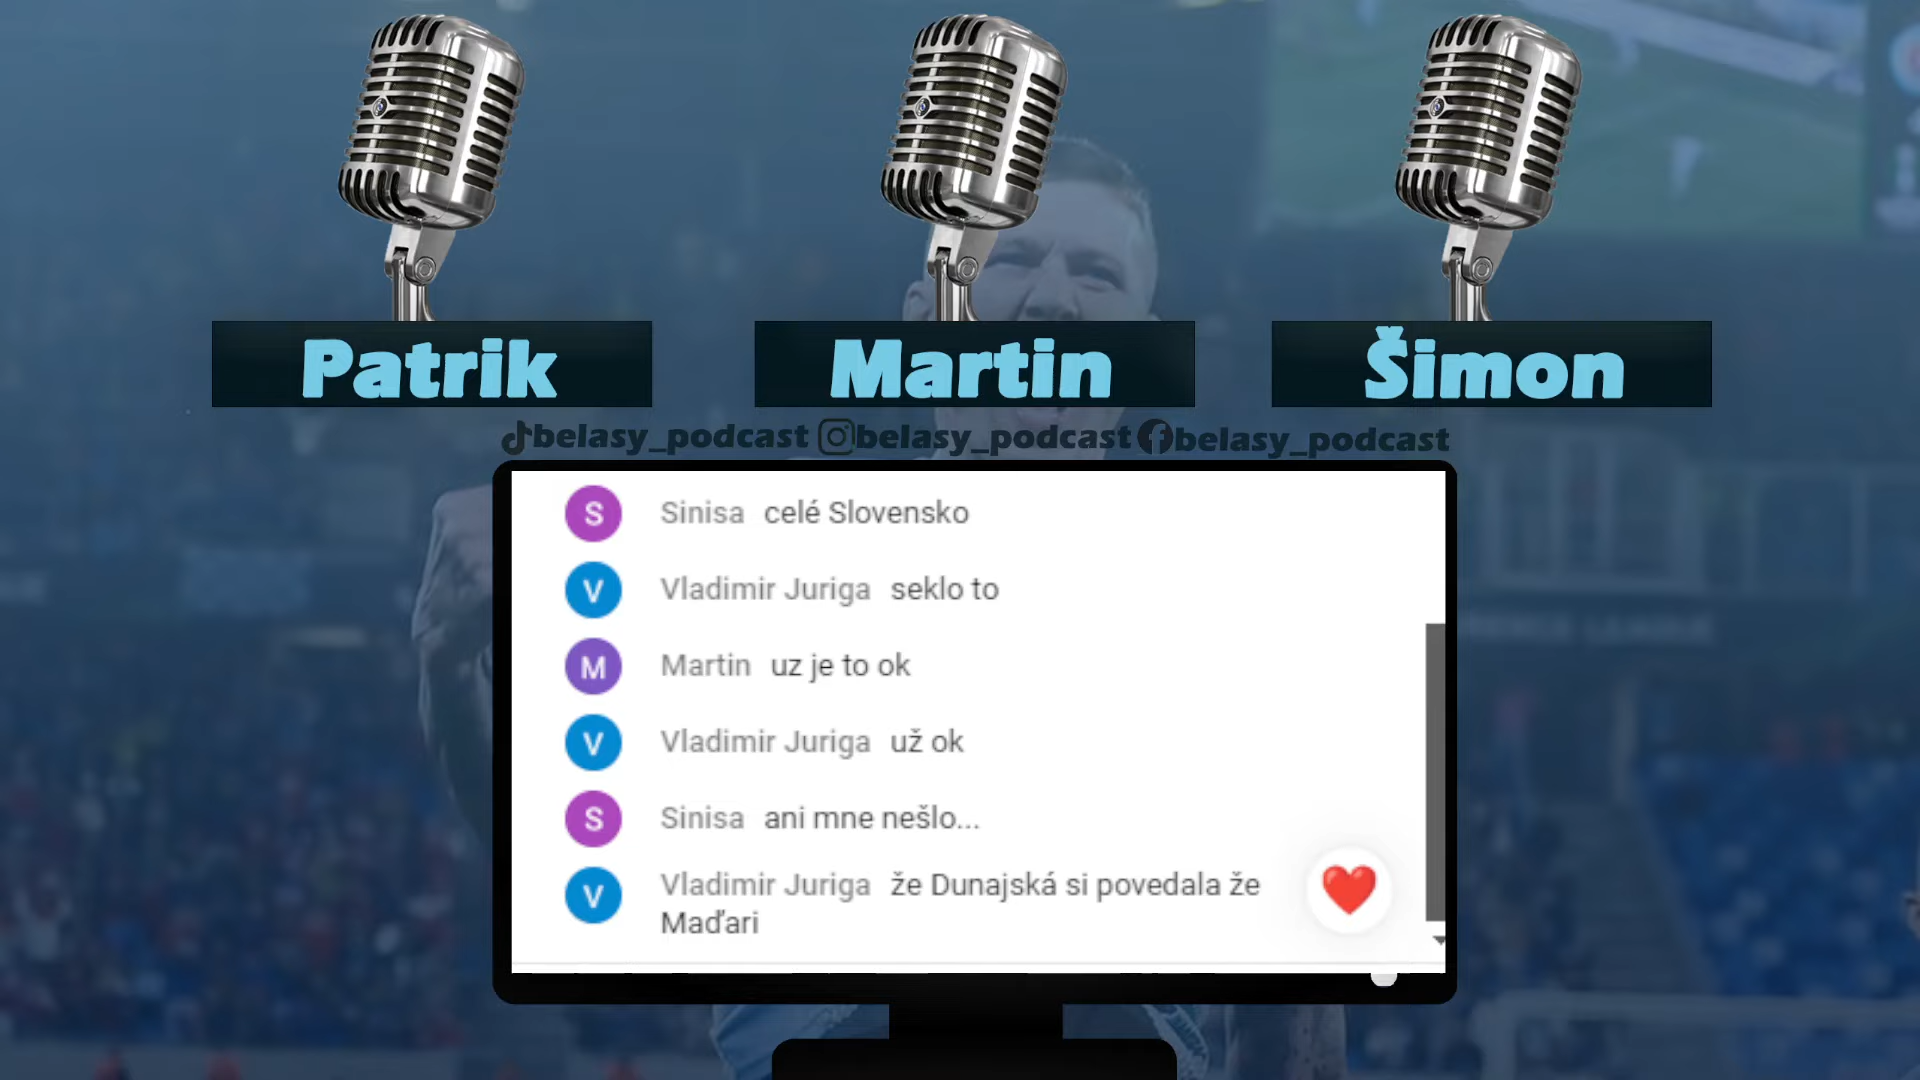 Patrik
Martin
Šimon
belasy_podcast belasy_podcast belasy_podcast
S Sinisa celé Slovensko
V Vladimir Juriga seklo to
M Martin uz je to ok
V Vladimir Juriga už ok
S Sinisa ani mne nešlo...
V Vladimir Juriga že Dunajská si povedala že
Maďari